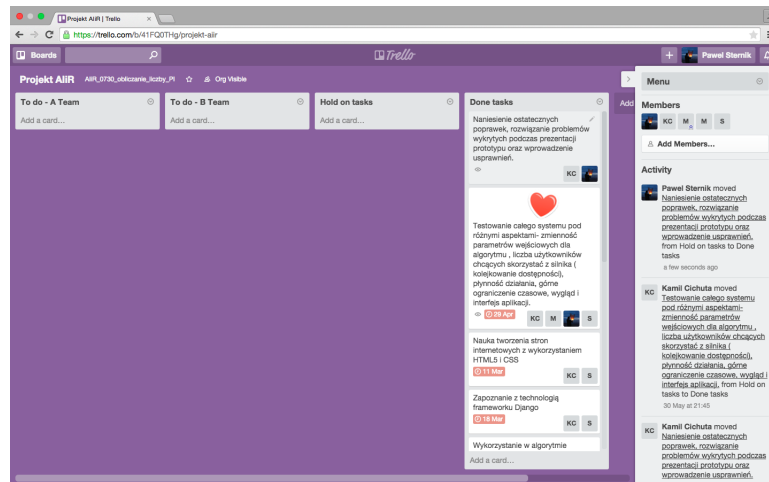 Projekt AliR | Trello
https://trello.com/b/41FQ0THg/projekt-aiir
Boards
Trello
Pawel Sternik
Projekt AliR
AliR_0730_obliczanie_liczby_PI
Org Visible
To do - A Team
Add a card...
To do - B Team
Add a card...
Hold on tasks
Add a card...
Done tasks
Naniesienie ostatecznych
poprawek, rozwiązanie problemów
wykrytych podczas prezentacji
prototypu oraz wprowadzenie
usprawnień.
KC
Testowanie całego systemu pod
różnymi aspektami- zmienność
parametrów wejściowych dla
algorytmu , liczba użytkowników
chcących skorzystać z silnika (
kolejkowanie dostępności),
płynność działania, górne
ograniczenie czasowe, wygląd i
interfejs aplikacji.
29 Apr
KC M S
Nauka tworzenia stron
internetowych z wykorzystaniem
HTML5 i CSS
11 Mar
KC S
Zapoznanie z technologią
frameworku Django
18 Mar
KC S
Wykorzystanie w algorytmie
Add a card...
Add
Menu
Members
KC M M S
Add Members...
Activity
Pawel Sternik moved
Naniesienie ostatecznych
poprawek, rozwiązanie
problemów wykrytych podczas
prezentacji prototypu oraz
wprowadzenie usprawnień.
from Hold on tasks to Done
tasks
a few seconds ago
KC
Kamil Cichuta moved
Testowanie całego systemu
pod różnymi aspektami-
zmienność parametrów
wejściowych dla algorytmu ,
liczba użytkowników chcących
skorzystać z silnika (
kolejkowanie dostępności),
płynność działania, górne
ograniczenie czasowe, wygląd i
interfejs aplikacji. from Hold on
tasks to Done tasks
30 May at 21:45
KC
Kamil Cichuta moved
Naniesienie ostatecznych
poprawek, rozwiązanie
problemów wykrytych podczas
prezentacji prototypu oraz
wprowadzenie usprawnień.